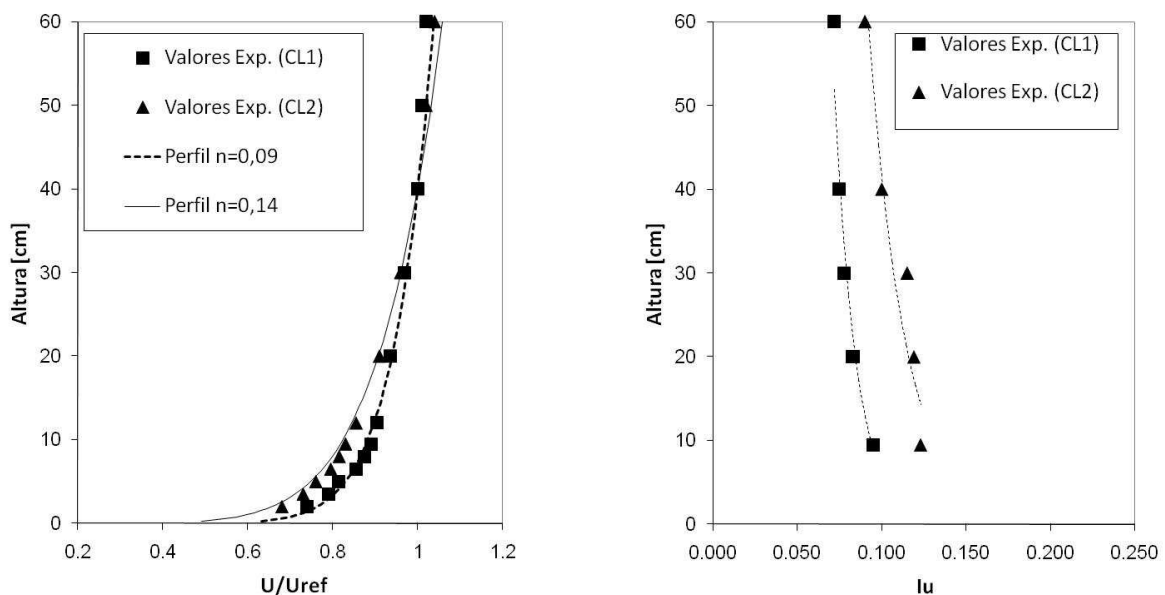 60
50
40
30
20
10
0
Altura [cm]
Valores Exp. (CL1)
Valores Exp. (CL2)
Perfil n=0,09
Perfil n=0,14
0.2
0.4
0.6
0.8
1
1.2
U/Uref
60
50
40
30
20
10
0
Altura [cm]
Valores Exp. (CL1)
Valores Exp. (CL2)
0.000
0.050
0.100
0.150
0.200
0.250
Iu